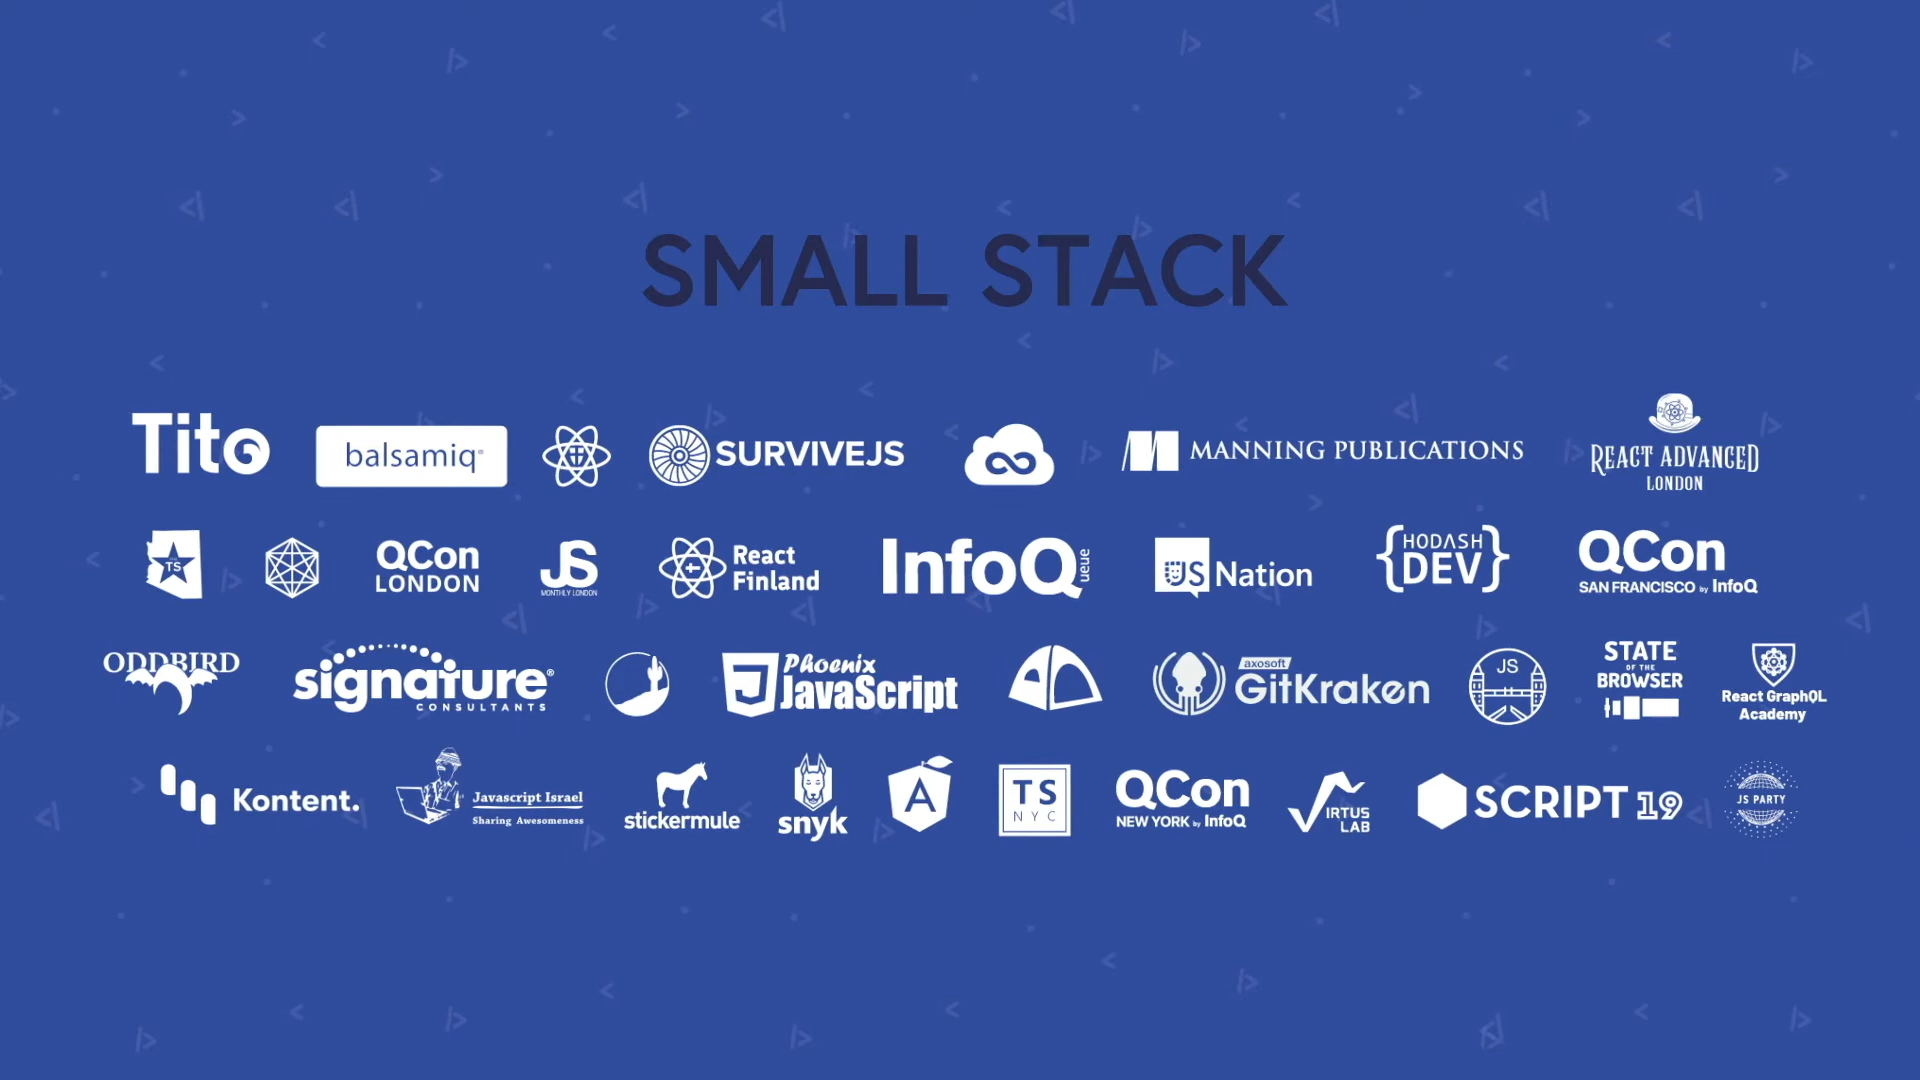 SMALL STACK
Tito
balsamiq®
SURVIVEJS
MANNING PUBLICATIONS
REACT ADVANCED
LONDON
TS
QCon
LONDON
JS
MONTHLY LONDON
React
Finland
InfoQ
ueue
JS Nation
{HODASH
DEV}
QCon
SAN FRANCISCO by InfoQ
ODDBIRD
signature®
CONSULTANTS
Phoenix
JavaScript
axosoft
GitKraken
JS
STATE
OF THE
BROWSER
React GraphQL
Academy
Kontent.
Javascript Israel
Sharing Awesomeness
stickermule
snyk
A
TS
NYC
QCon
NEW YORK by InfoQ
VIRTUS
LAB
SCRIPT 19
JS PARTY